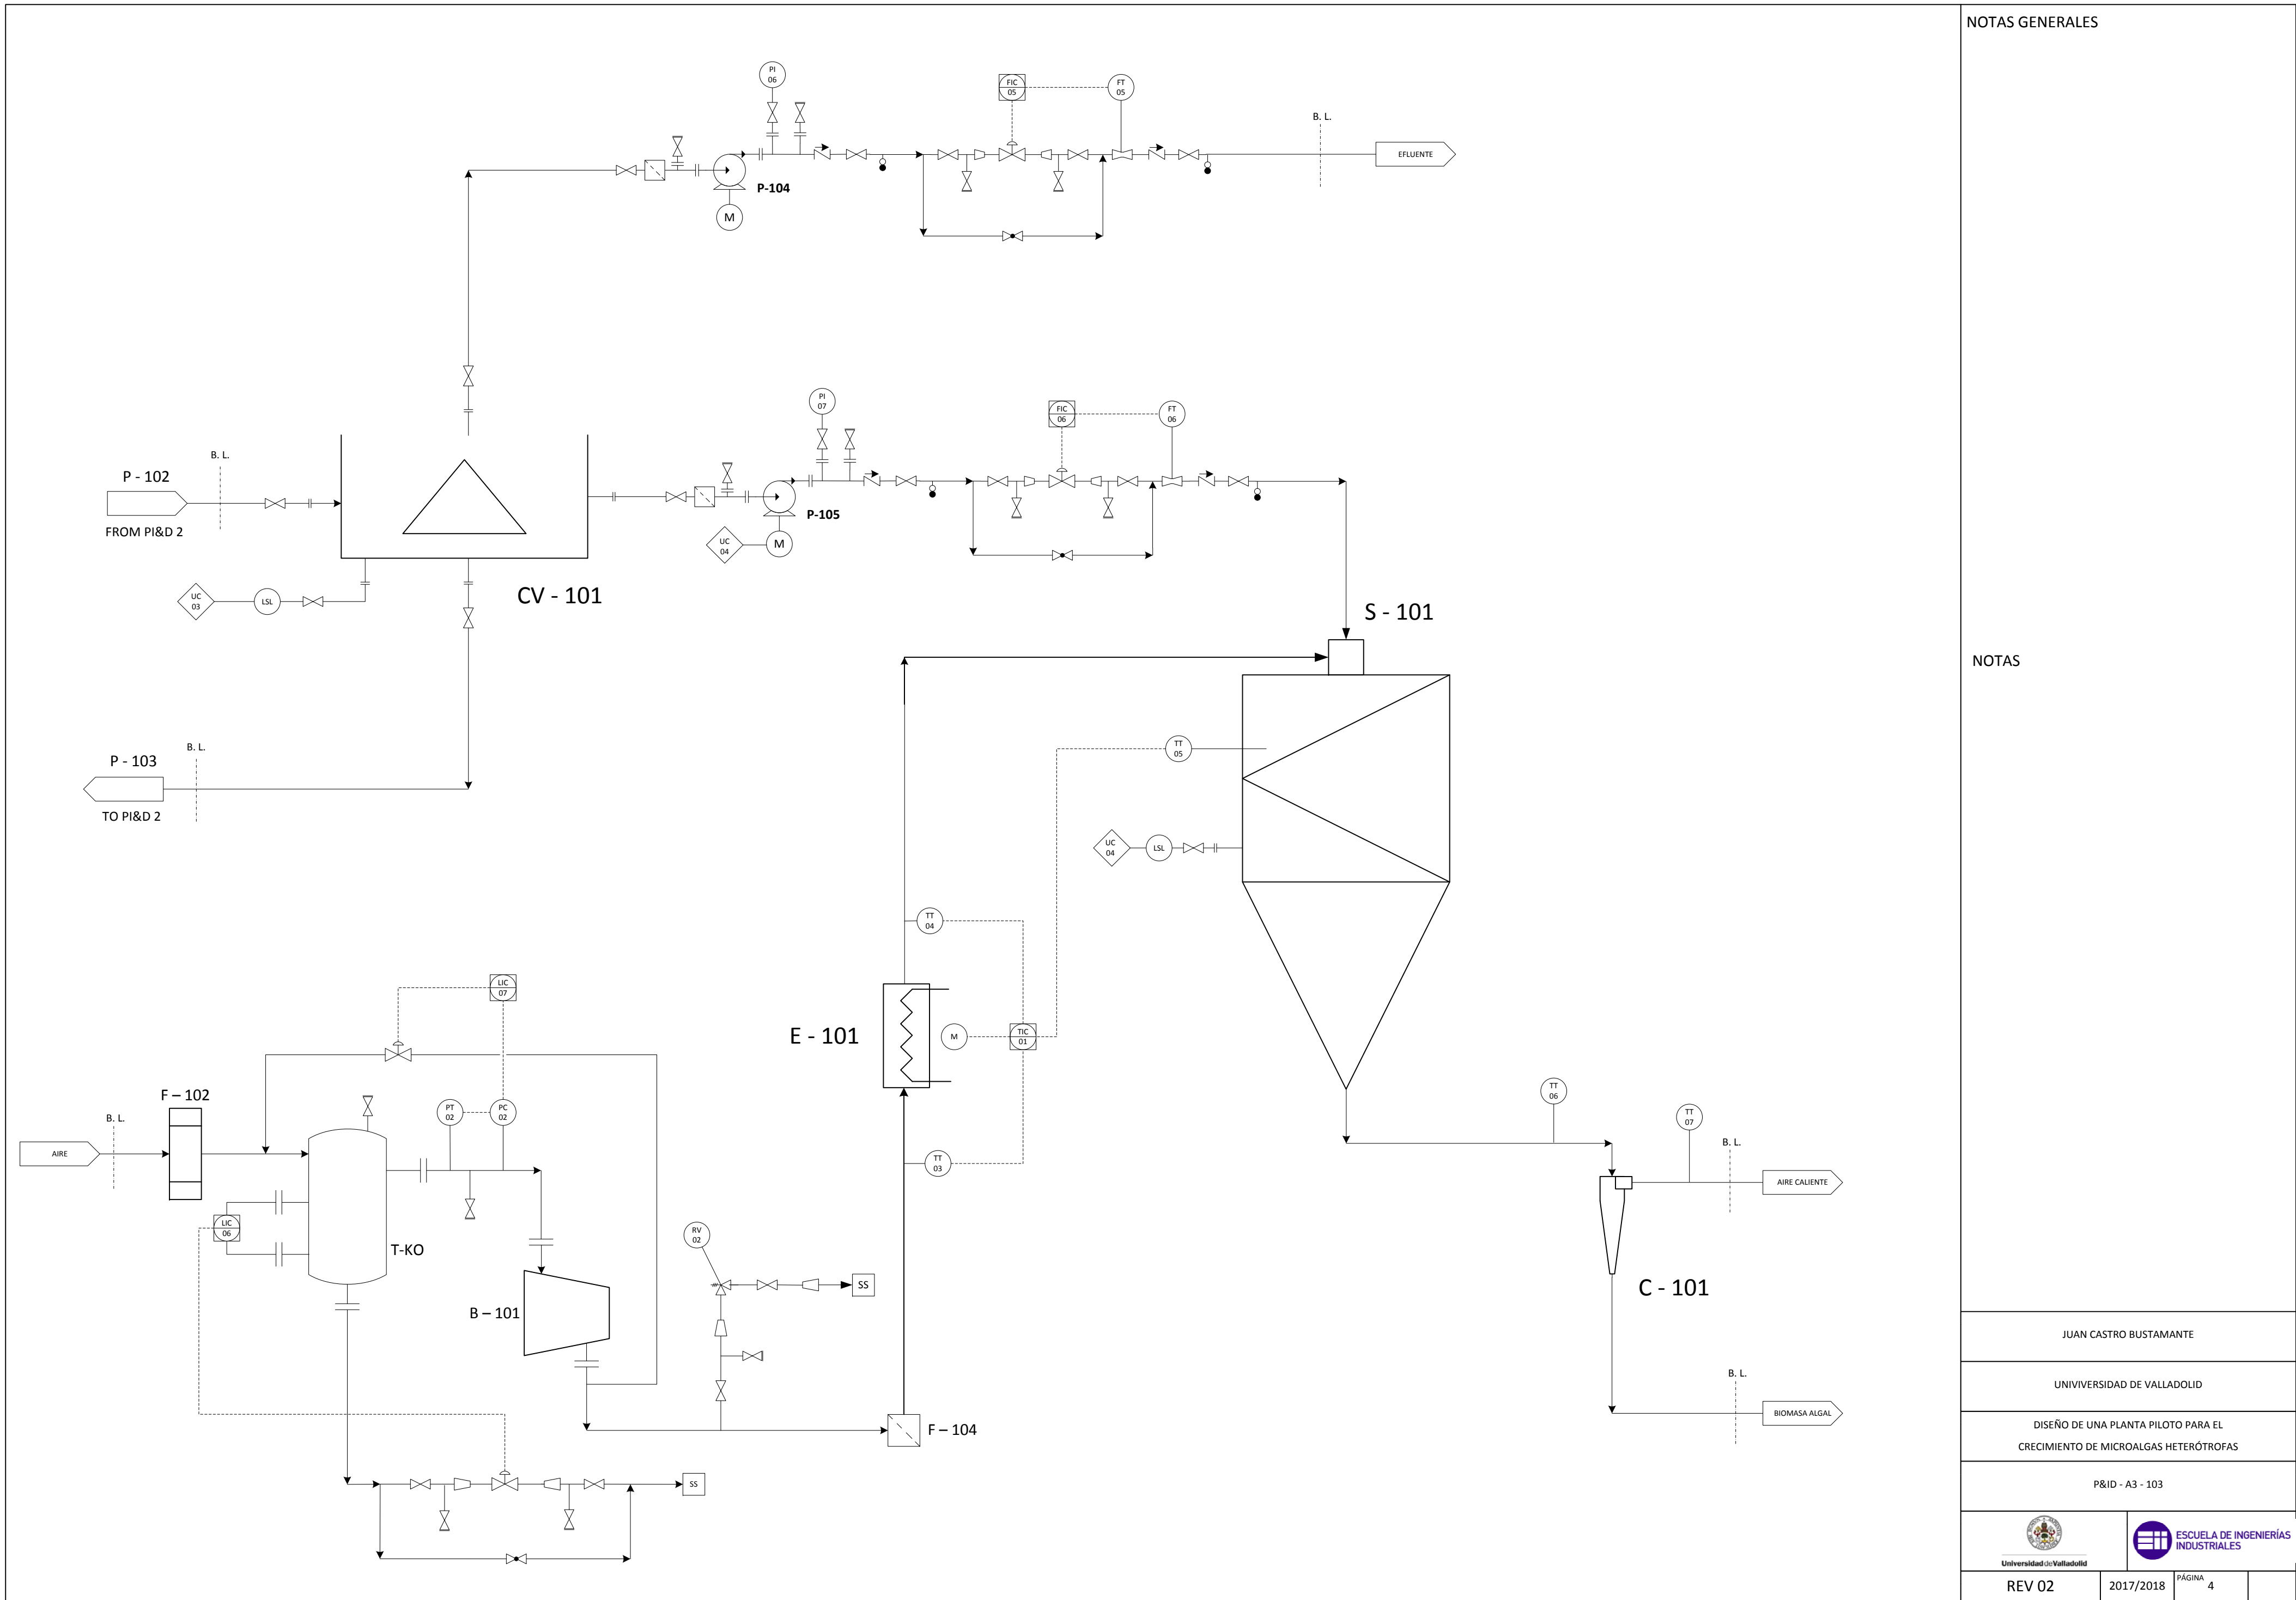 NOTAS GENERALES
PI
06
FIC
05
FT
05
B. L.
EFLUENTE
P-104
M
PI
07
FIC
06
FT
06
B. L.
P - 102
FROM PI&D 2
P-105
UC
04
M
UC
03
LSL
CV - 101
S - 101
NOTAS
B. L.
P - 103
TO PI&D 2
TT
05
UC
04
LSL
TT
04
LIC
07
E - 101
M
TIC
01
F – 102
B. L.
AIRE
PT
02
PC
02
TT
03
TT
06
TT
07
B. L.
AIRE CALIENTE
LIC
06
T-KO
RV
02
SS
B – 101
C - 101
F – 104
B. L.
BIOMASA ALGAL
SS
JUAN CASTRO BUSTAMANTE
UNIVIVERSIDAD DE VALLADOLID
DISEÑO DE UNA PLANTA PILOTO PARA EL
CRECIMIENTO DE MICROALGAS HETERÓTROFAS
P&ID - A3 - 103
Universidad de Valladolid
ESCUELA DE INGENIERÍAS
INDUSTRIALES
REV 02
2017/2018
PÁGINA
4